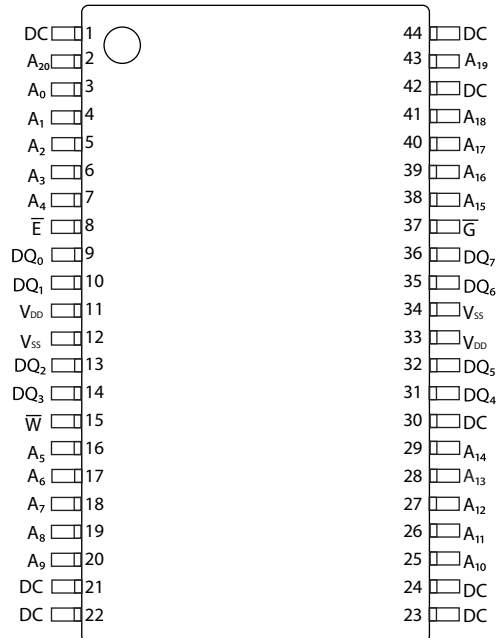 DC 1 44 DC
A₂₀ 2 43 A₁₉
A₀ 3 42 DC
A₁ 4 41 A₁₈
A₂ 5 40 A₁₇
A₃ 6 39 A₁₆
A₄ 7 38 A₁₅
E̅ 8 37 G̅
DQ₀ 9 36 DQ₇
DQ₁ 10 35 DQ₆
V_DD 11 34 V_SS
V_SS 12 33 V_DD
DQ₂ 13 32 DQ₅
DQ₃ 14 31 DQ₄
W̅ 15 30 DC
A₅ 16 29 A₁₄
A₆ 17 28 A₁₃
A₇ 18 27 A₁₂
A₈ 19 26 A₁₁
A₉ 20 25 A₁₀
DC 21 24 DC
DC 22 23 DC